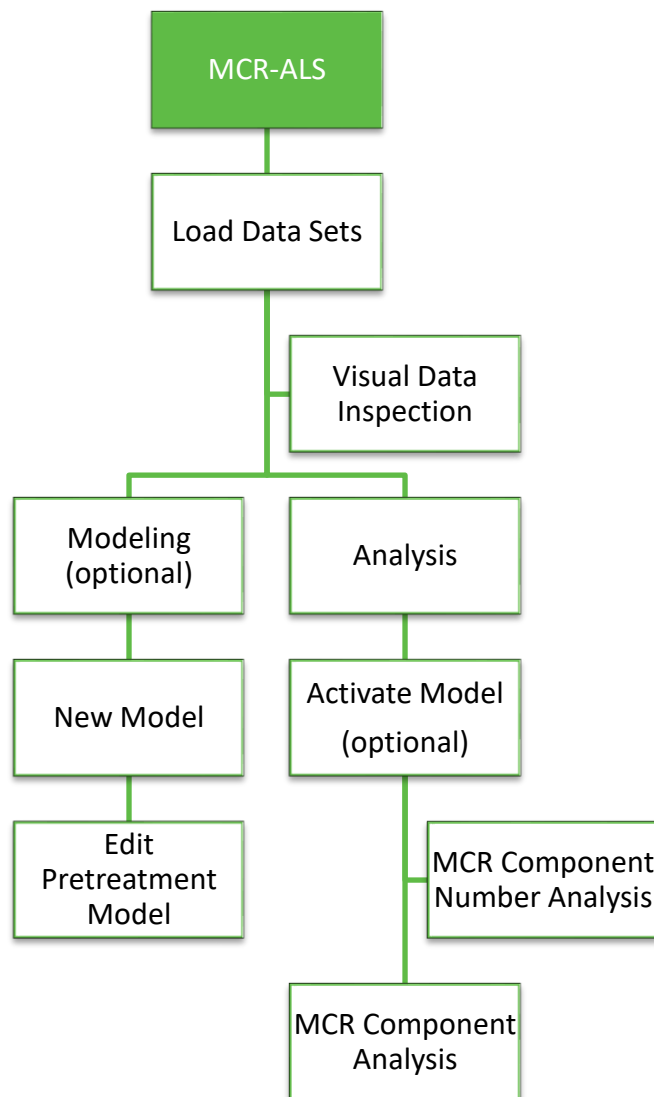 MCR-ALS
Load Data Sets
Visual Data
Inspection
Modeling
(optional)
Analysis
New Model
Activate Model
(optional)
Edit
Pretreatment
Model
MCR Component
Number Analysis
MCR Component
Analysis